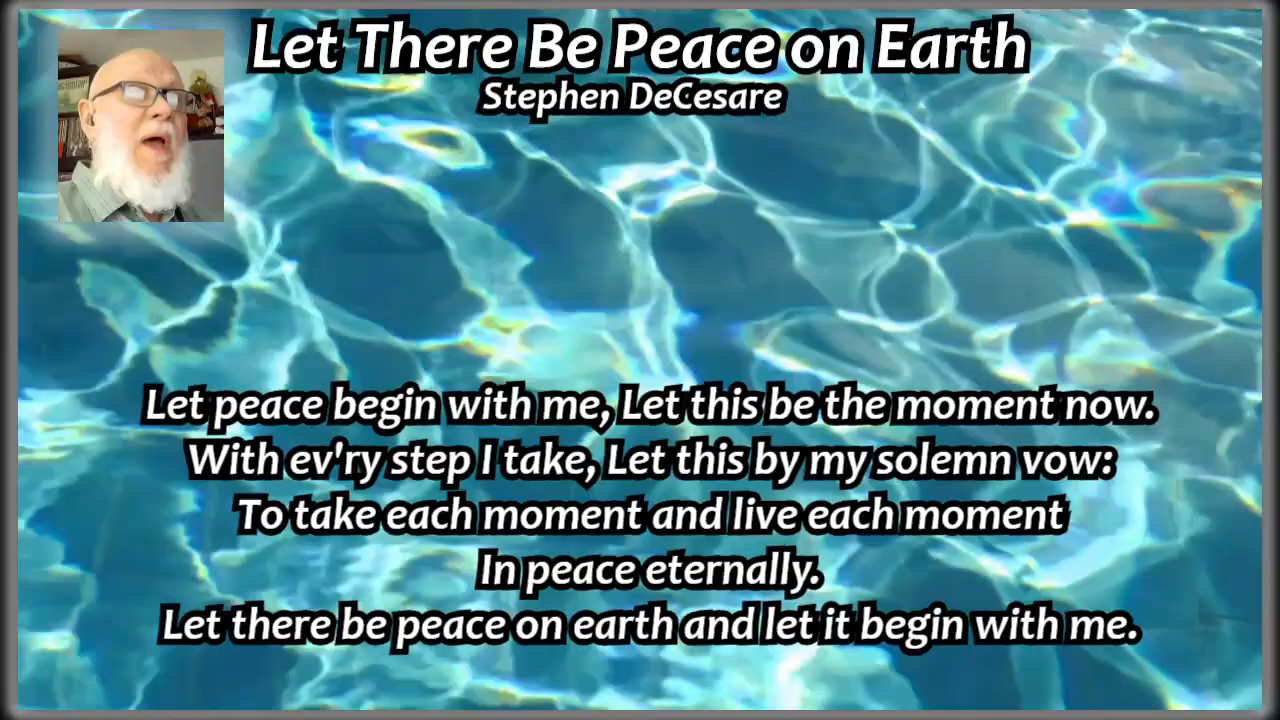 Let There Be Peace on Earth
Stephen DeCesare
Let peace begin with me, Let this be the moment now.
With ev'ry step I take, Let this by my solemn vow:
To take each moment and live each moment
In peace eternally.
Let there be peace on earth and let it begin with me.